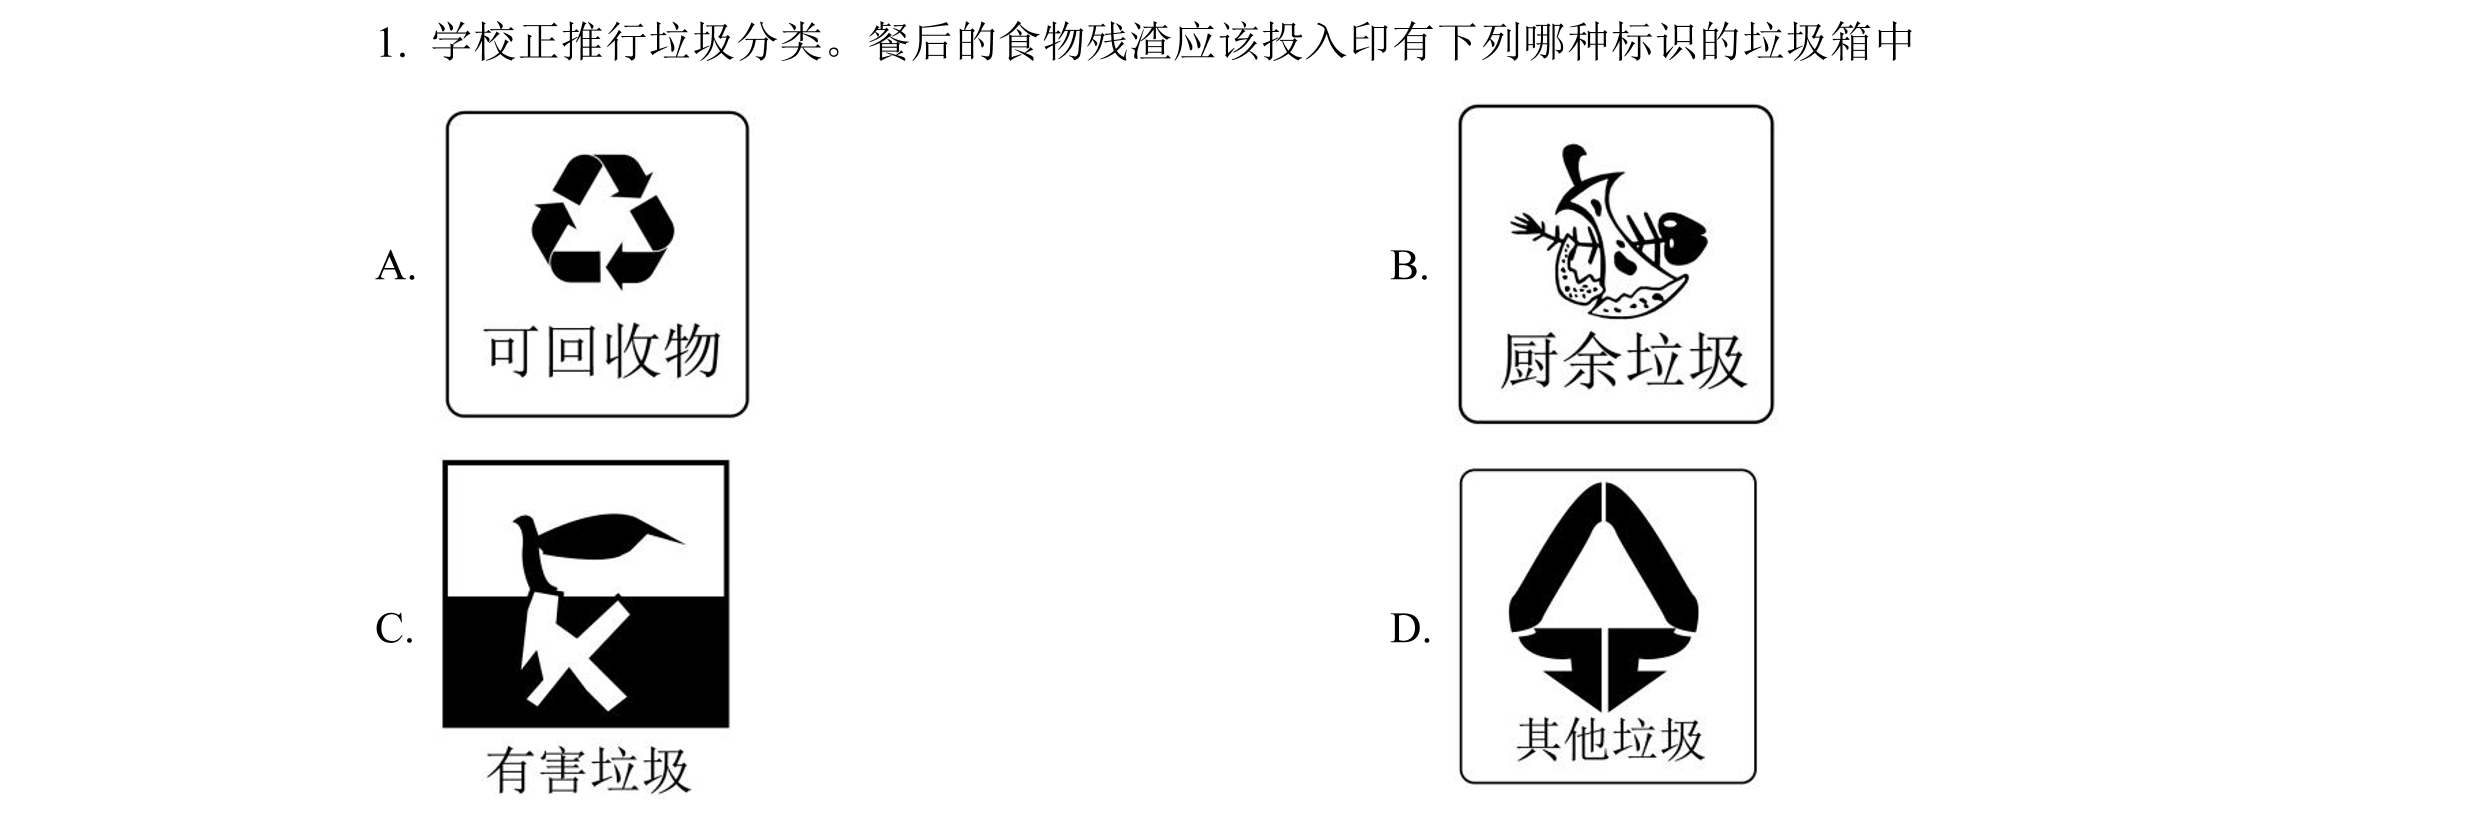 1. 学校正推行垃圾分类。餐后的食物残渣应该投入印有下列哪种标识的垃圾箱中
A.
可回收物
B.
厨余垃圾
C.
有害垃圾
D.
其他垃圾